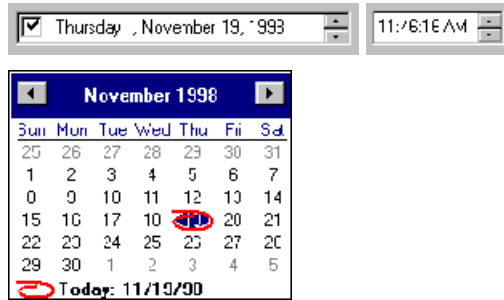 Thursday , November 19, 1998
November 1998
Sun Mon Tue Wed Thu Fri Sat
25 26 27 28 29 30 31
1 2 3 4 5 6 7
8 9 10 11 12 13 14
15 16 17 18 20 21
22 23 24 25 26 27 28
29 30 1 2 3 4 5
Today: 11/19/98